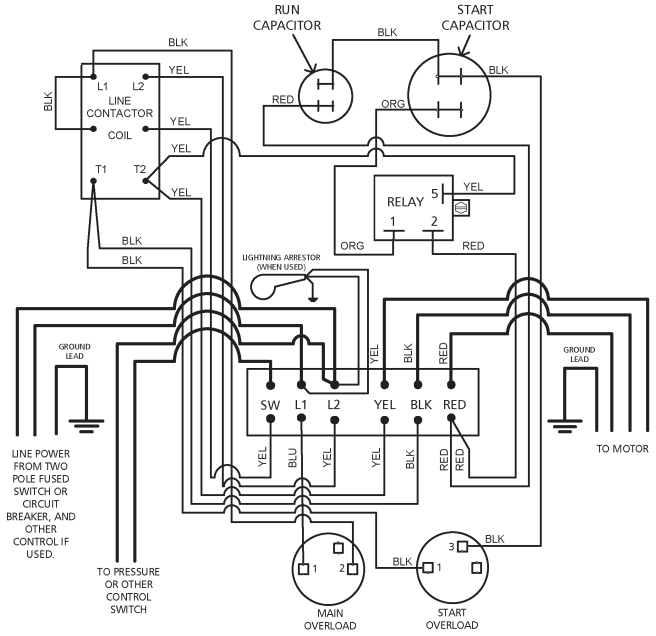 RUN
CAPACITOR
START
CAPACITOR
BLK
BLK
YEL
BLK
L1
L2
LINE
CONTACTOR
BLK
RED
ORG
YEL
COIL
YEL
T1
T2
YEL
RELAY
5
YEL
1
2
BLK
ORG
RED
BLK
LIGHTNING ARRESTOR
(WHEN USED)
GROUND
LEAD
YEL
BLK
RED
GROUND
LEAD
SW
L1
L2
YEL
BLK
RED
LINE POWER
FROM TWO
POLE FUSED
SWITCH OR
CIRCUIT
BREAKER, AND
OTHER
CONTROL IF
USED.
YEL
BLU
YEL
YEL
BLK
RED
RED
TO MOTOR
TO PRESSURE
OR OTHER
CONTROL
SWITCH
1
2
BLK
1
3
BLK
MAIN
OVERLOAD
START
OVERLOAD